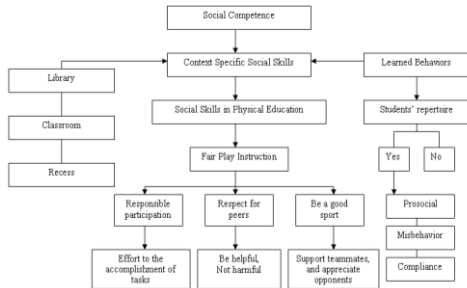 Social Competence
Library
Context Specific Social Skills
Learned Behaviors
Classroom
Social Skills in Physical Education
Students' repertoire
Recess
Fair Play Instruction
Yes
No
Responsible
participation
Respect for
peers
Be a good
sport
Prosocial
Misbehavior
Compliance
Effort to the
accomplishment of
tasks
Be helpful,
Not harmful
Support teammates,
and appreciate
opponents